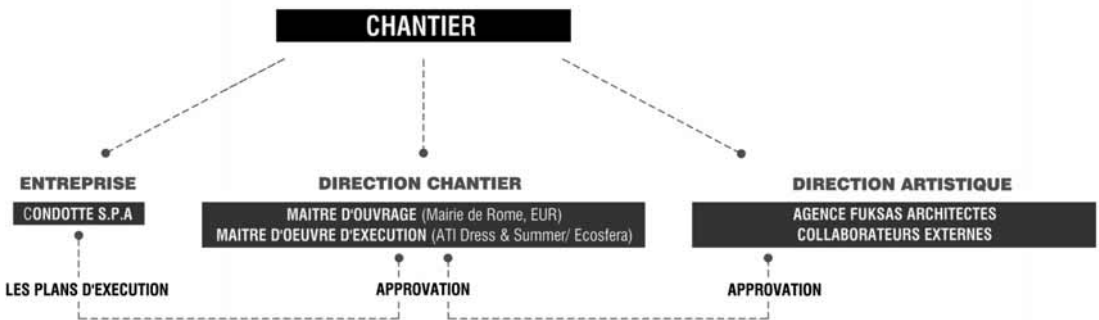 CHANTIER
ENTREPRISE
CONDOTTE S.P.A
DIRECTION CHANTIER
MAITRE D'OUVRAGE (Mairie de Rome, EUR)
MAITRE D'OEUVRE D'EXECUTION (ATI Dress & Summer/ Ecosfera)
DIRECTION ARTISTIQUE
AGENCE FUKSAS ARCHITECTES
COLLABORATEURS EXTERNES
LES PLANS D'EXECUTION
APPROVATION
APPROVATION